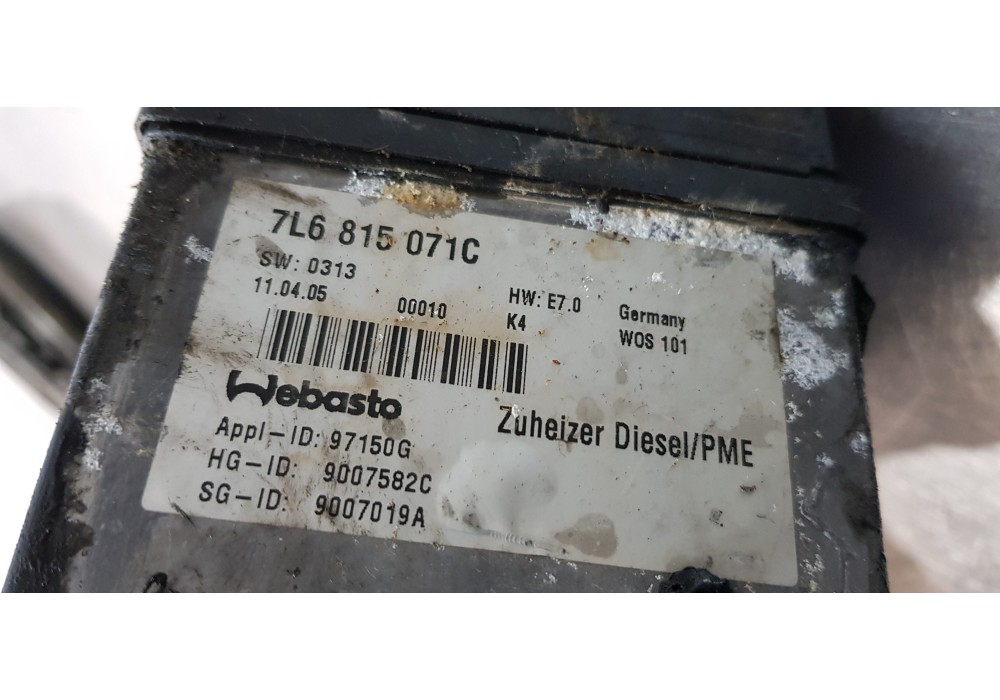 7L6 815 071C
SW: 0313
11.04.05 00010 HW: E7.0 K4 Germany WOS 101
Webasto
Zuheizer Diesel/PME
Appl-ID: 97150G
HG-ID: 9007582C
SG-ID: 9007019A